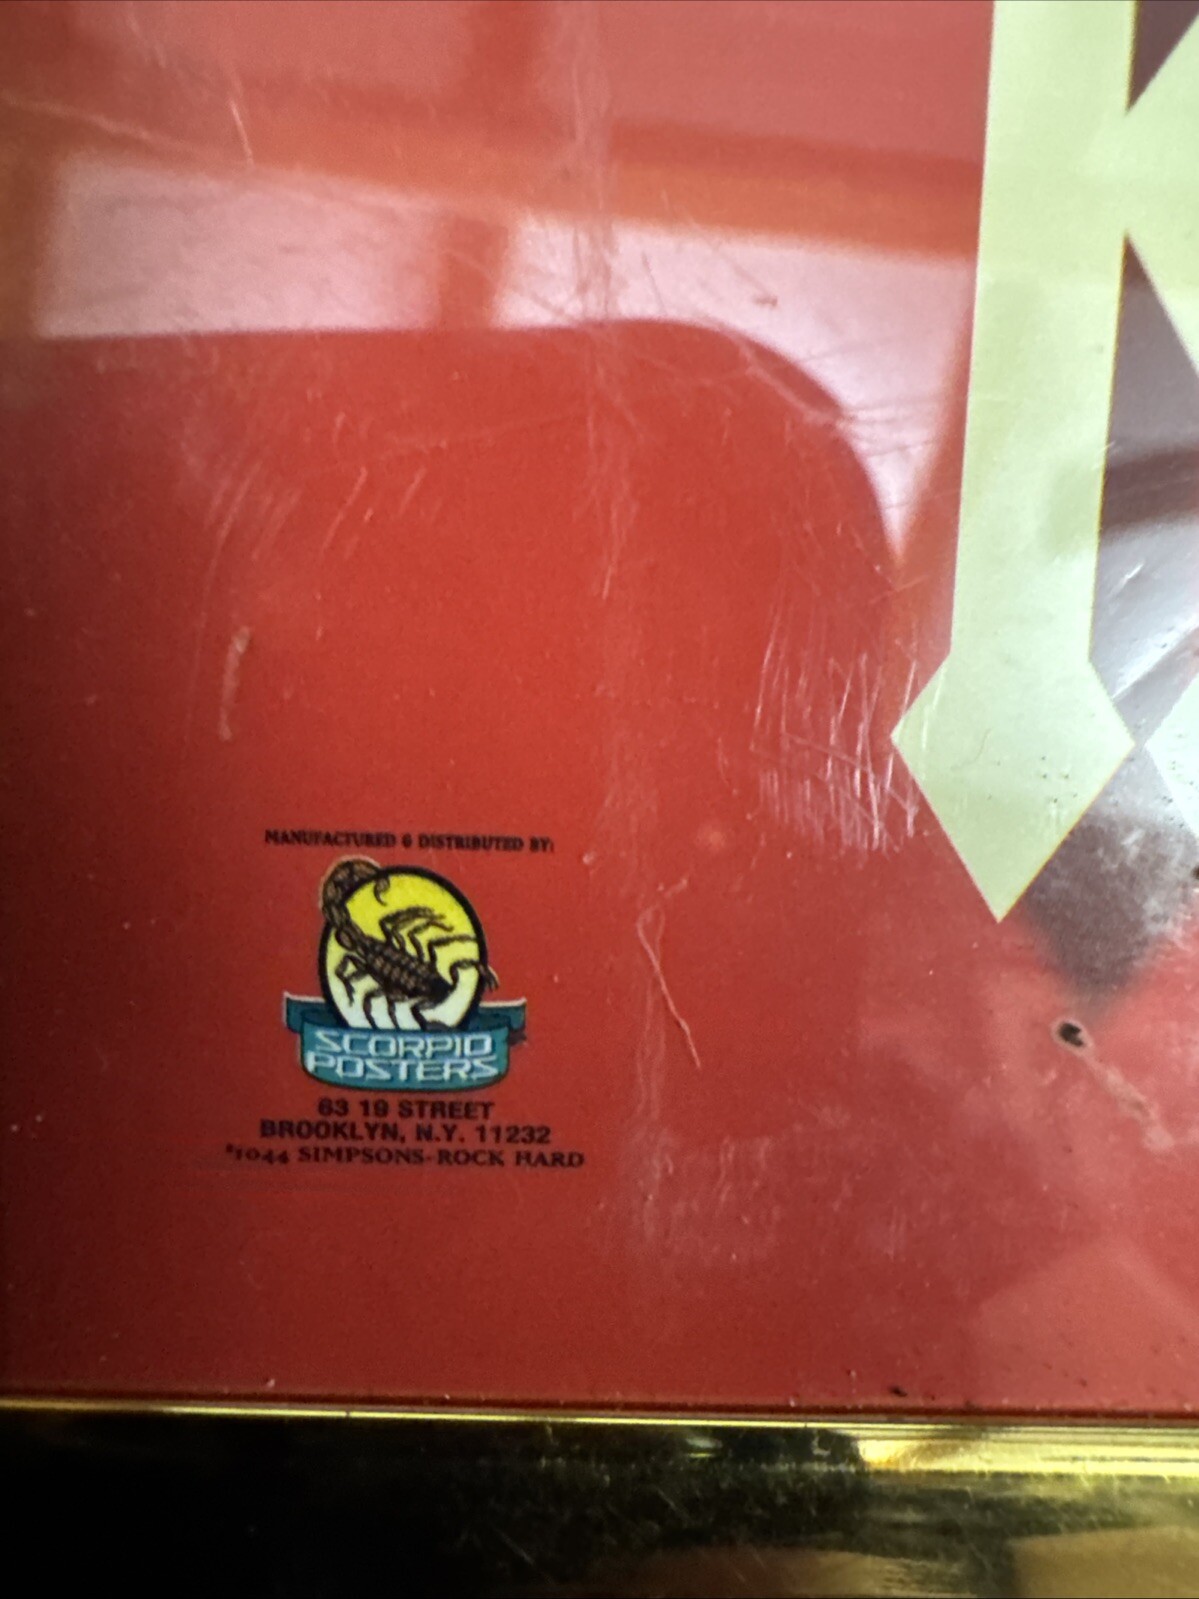 K
MANUFACTURED & DISTRIBUTED BY:
SCORPIO
POSTERS
63 19 STREET
BROOKLYN, N.Y. 11232
#1044 SIMPSONS-ROCK HARD